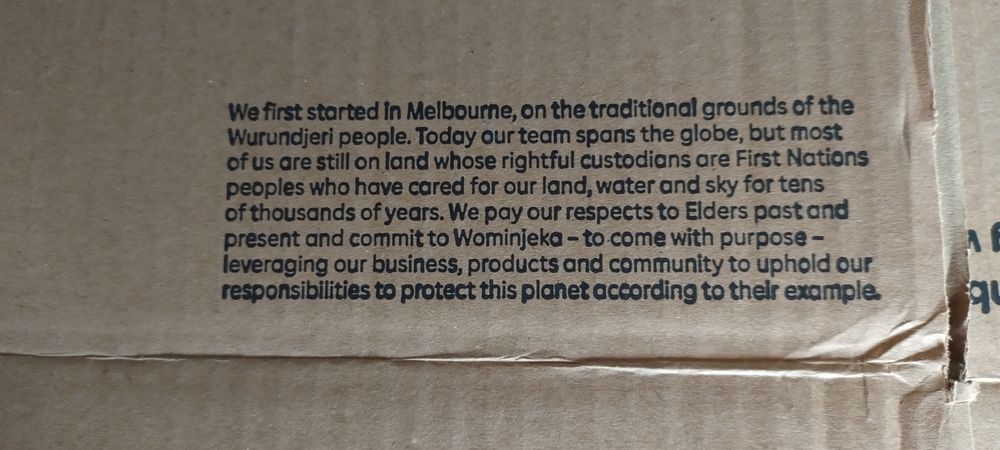 We first started in Melbourne, on the traditional grounds of the
Wurundjeri people. Today our team spans the globe, but most
of us are still on land whose rightful custodians are First Nations
peoples who have cared for our land, water and sky for tens
of thousands of years. We pay our respects to Elders past and
present and commit to Wominjeka – to come with purpose –
leveraging our business, products and community to uphold our
responsibilities to protect this planet according to their example.